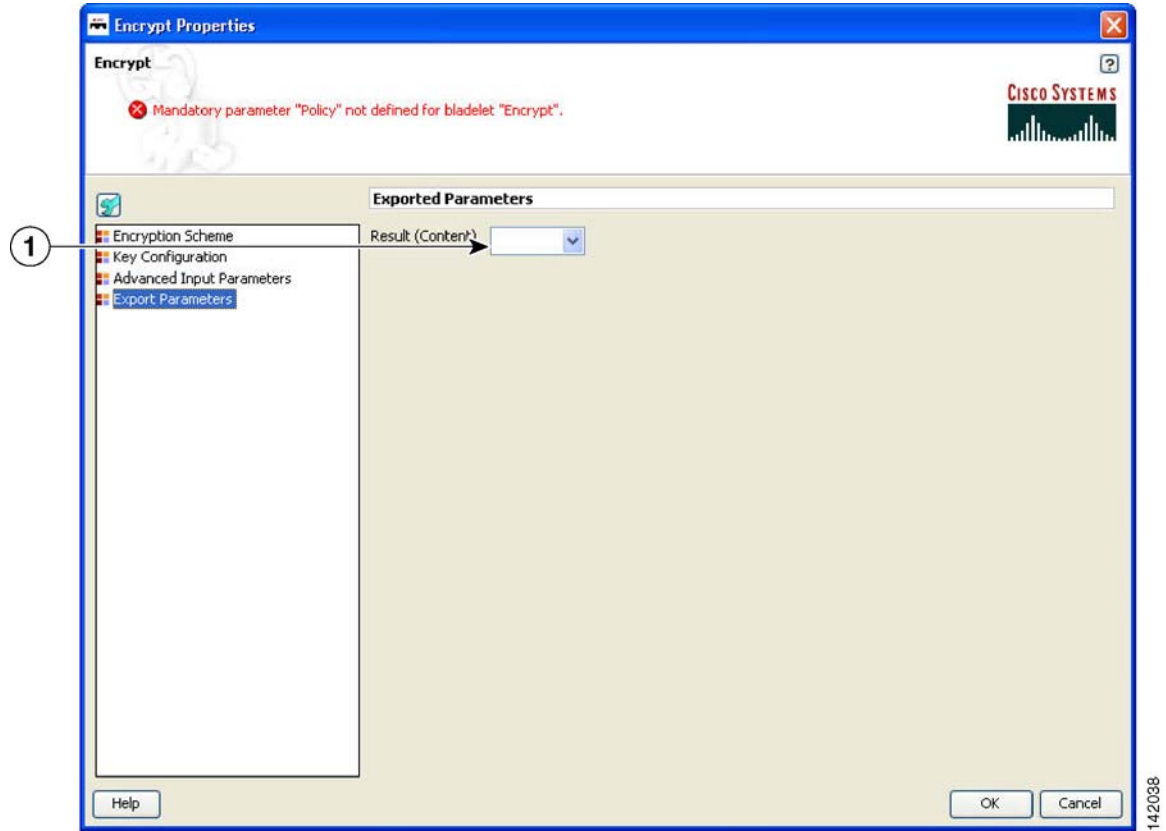 Encrypt Properties
Encrypt
Mandatory parameter "Policy" not defined for bladelet "Encrypt".
CISCO SYSTEMS
Exported Parameters
1
Encryption Scheme
Key Configuration
Advanced Input Parameters
Export Parameters
Result (Content)
Help
OK
Cancel
142038